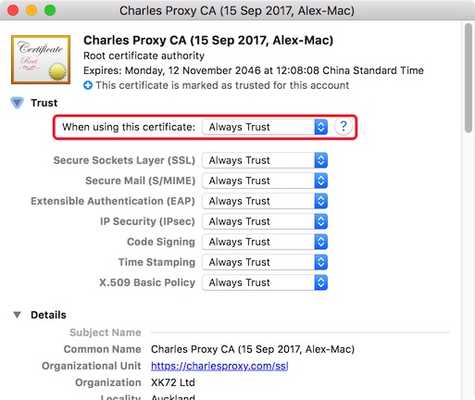 Charles Proxy CA (15 Sep 2017, Alex-Mac)
Certificate
Root
Charles Proxy CA (15 Sep 2017, Alex-Mac)
Root certificate authority
Expires: Monday, 12 November 2046 at 12:08:08 China Standard Time
This certificate is marked as trusted for this account
Trust
When using this certificate: Always Trust ?
Secure Sockets Layer (SSL) Always Trust
Secure Mail (S/MIME) Always Trust
Extensible Authentication (EAP) Always Trust
IP Security (IPsec) Always Trust
Code Signing Always Trust
Time Stamping Always Trust
X.509 Basic Policy Always Trust
Details
Subject Name
Common Name Charles Proxy CA (15 Sep 2017, Alex-Mac)
Organizational Unit https://charlesproxy.com/ssl
Organization XK72 Ltd
Locality Auckland